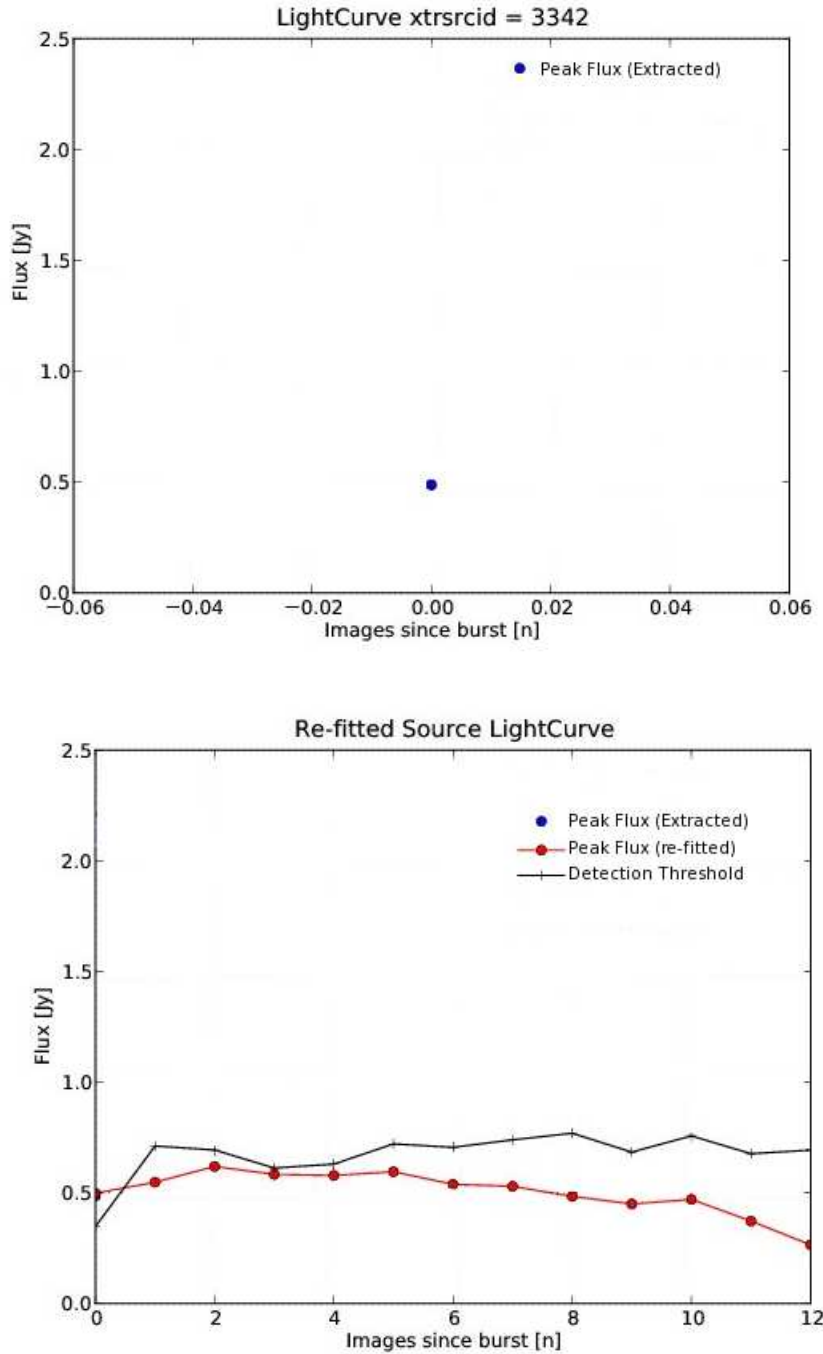 LightCurve xtrsrcid = 3342
2.5
Peak Flux (Extracted)
2.0
1.5
Flux [Jy]
1.0
0.5
0.0
−0.06 −0.04 −0.02 0.00 0.02 0.04 0.06
Images since burst [n]
Re-fitted Source LightCurve
2.5
Peak Flux (Extracted)
Peak Flux (re-fitted)
Detection Threshold
2.0
1.5
Flux [Jy]
1.0
0.5
0.0
0 2 4 6 8 10 12
Images since burst [n]